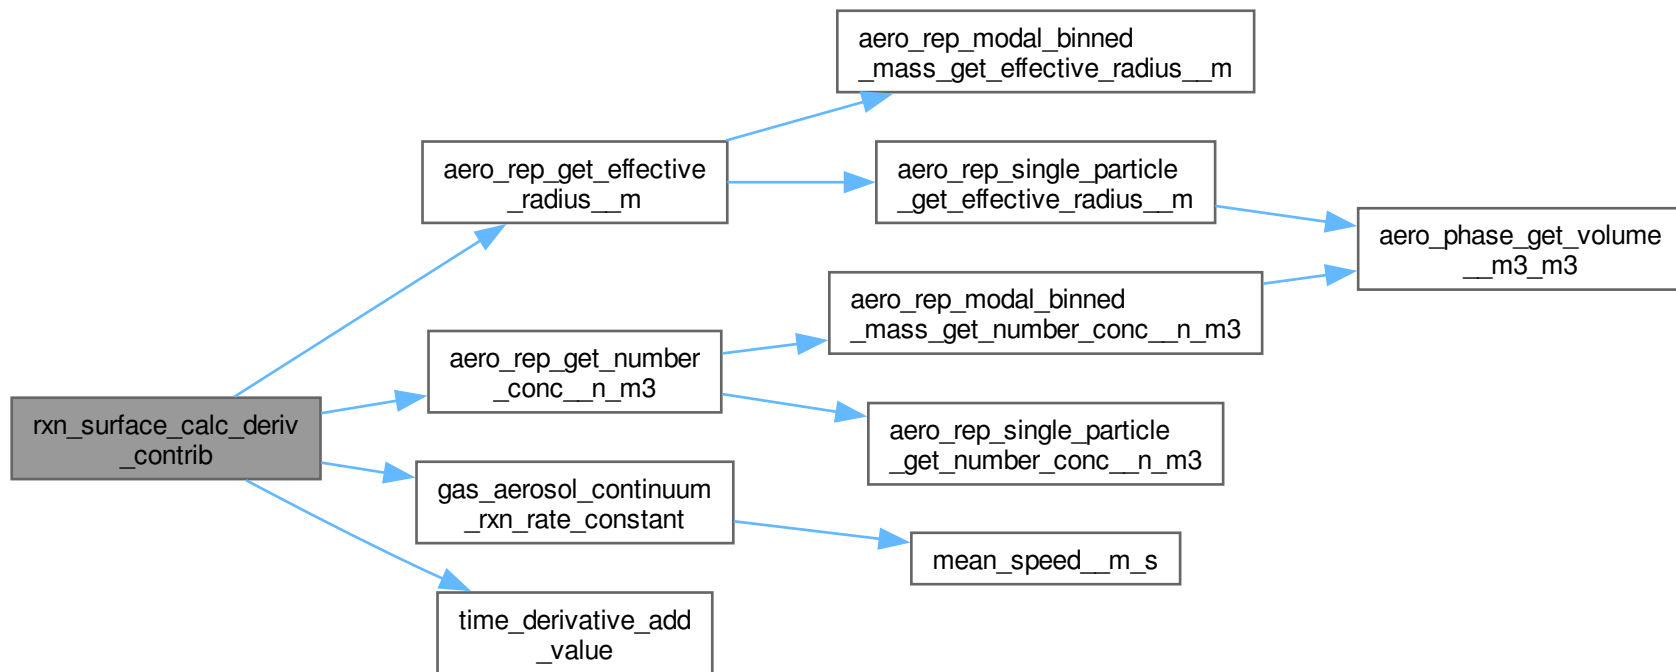 aero_rep_modal_binned
_mass_get_effective_radius__m
aero_rep_get_effective
_radius__m
aero_rep_single_particle
_get_effective_radius__m
aero_phase_get_volume
__m3_m3
aero_rep_modal_binned
_mass_get_number_conc__n_m3
aero_rep_get_number
_conc__n_m3
rxn_surface_calc_deriv
_contrib
aero_rep_single_particle
_get_number_conc__n_m3
gas_aerosol_continuum
_rxn_rate_constant
mean_speed__m_s
time_derivative_add
_value